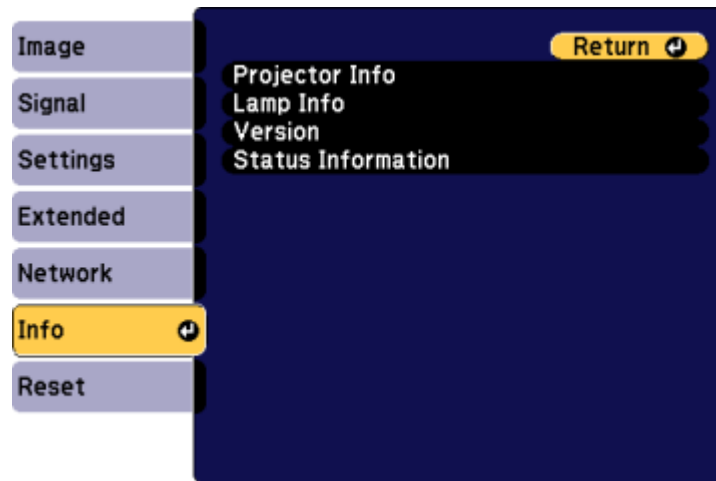 Image
Signal
Settings
Extended
Network
Info
Reset
Return
Projector Info
Lamp Info
Version
Status Information